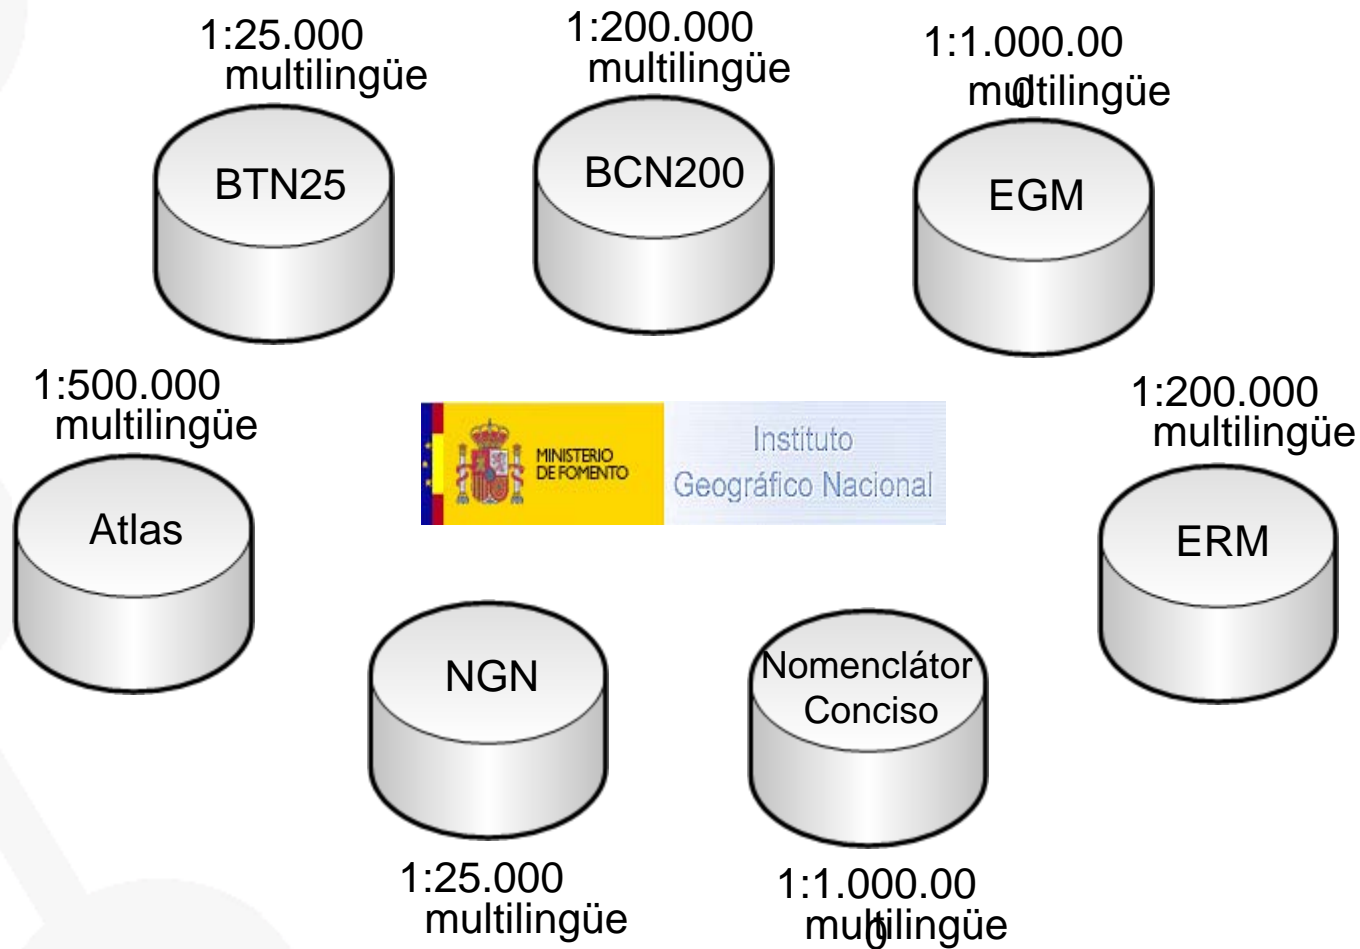 1:25.000
multilingüe
BTN25
1:200.000
multilingüe
BCN200
1:1.000.00
0
multilingüe
EGM
1:500.000
multilingüe
Atlas
MINISTERIO
DE FOMENTO
Instituto
Geográfico Nacional
1:200.000
multilingüe
ERM
NGN
1:25.000
multilingüe
Nomenclátor
Conciso
1:1.000.00
0
multilingüe